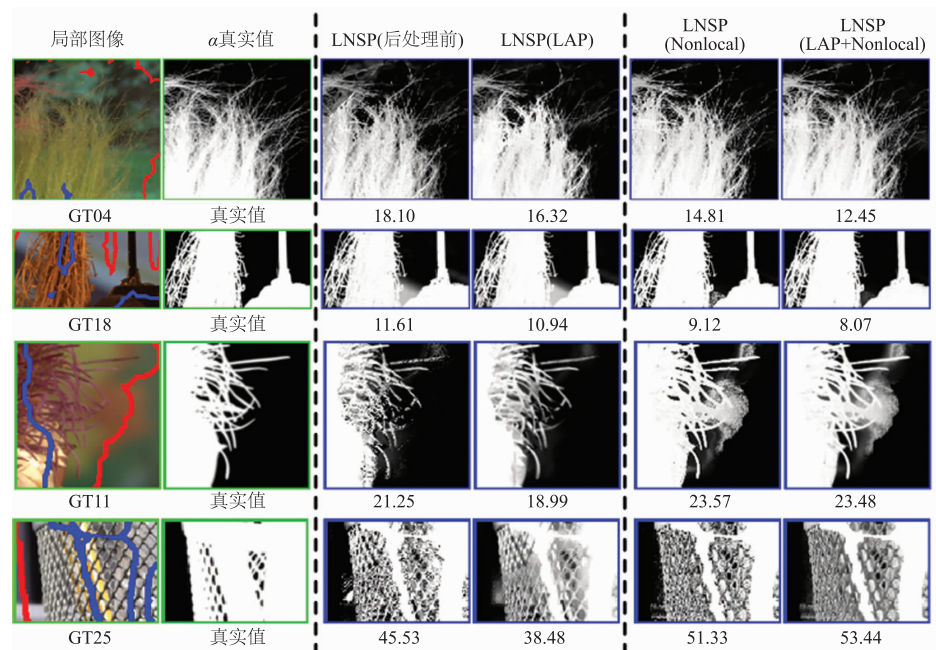 局部图像 α真实值 LNSP(后处理前) LNSP(LAP) LNSP (Nonlocal) LNSP (LAP+Nonlocal)
GT04 真实值 18.10 16.32 14.81 12.45
GT18 真实值 11.61 10.94 9.12 8.07
GT11 真实值 21.25 18.99 23.57 23.48
GT25 真实值 45.53 38.48 51.33 53.44